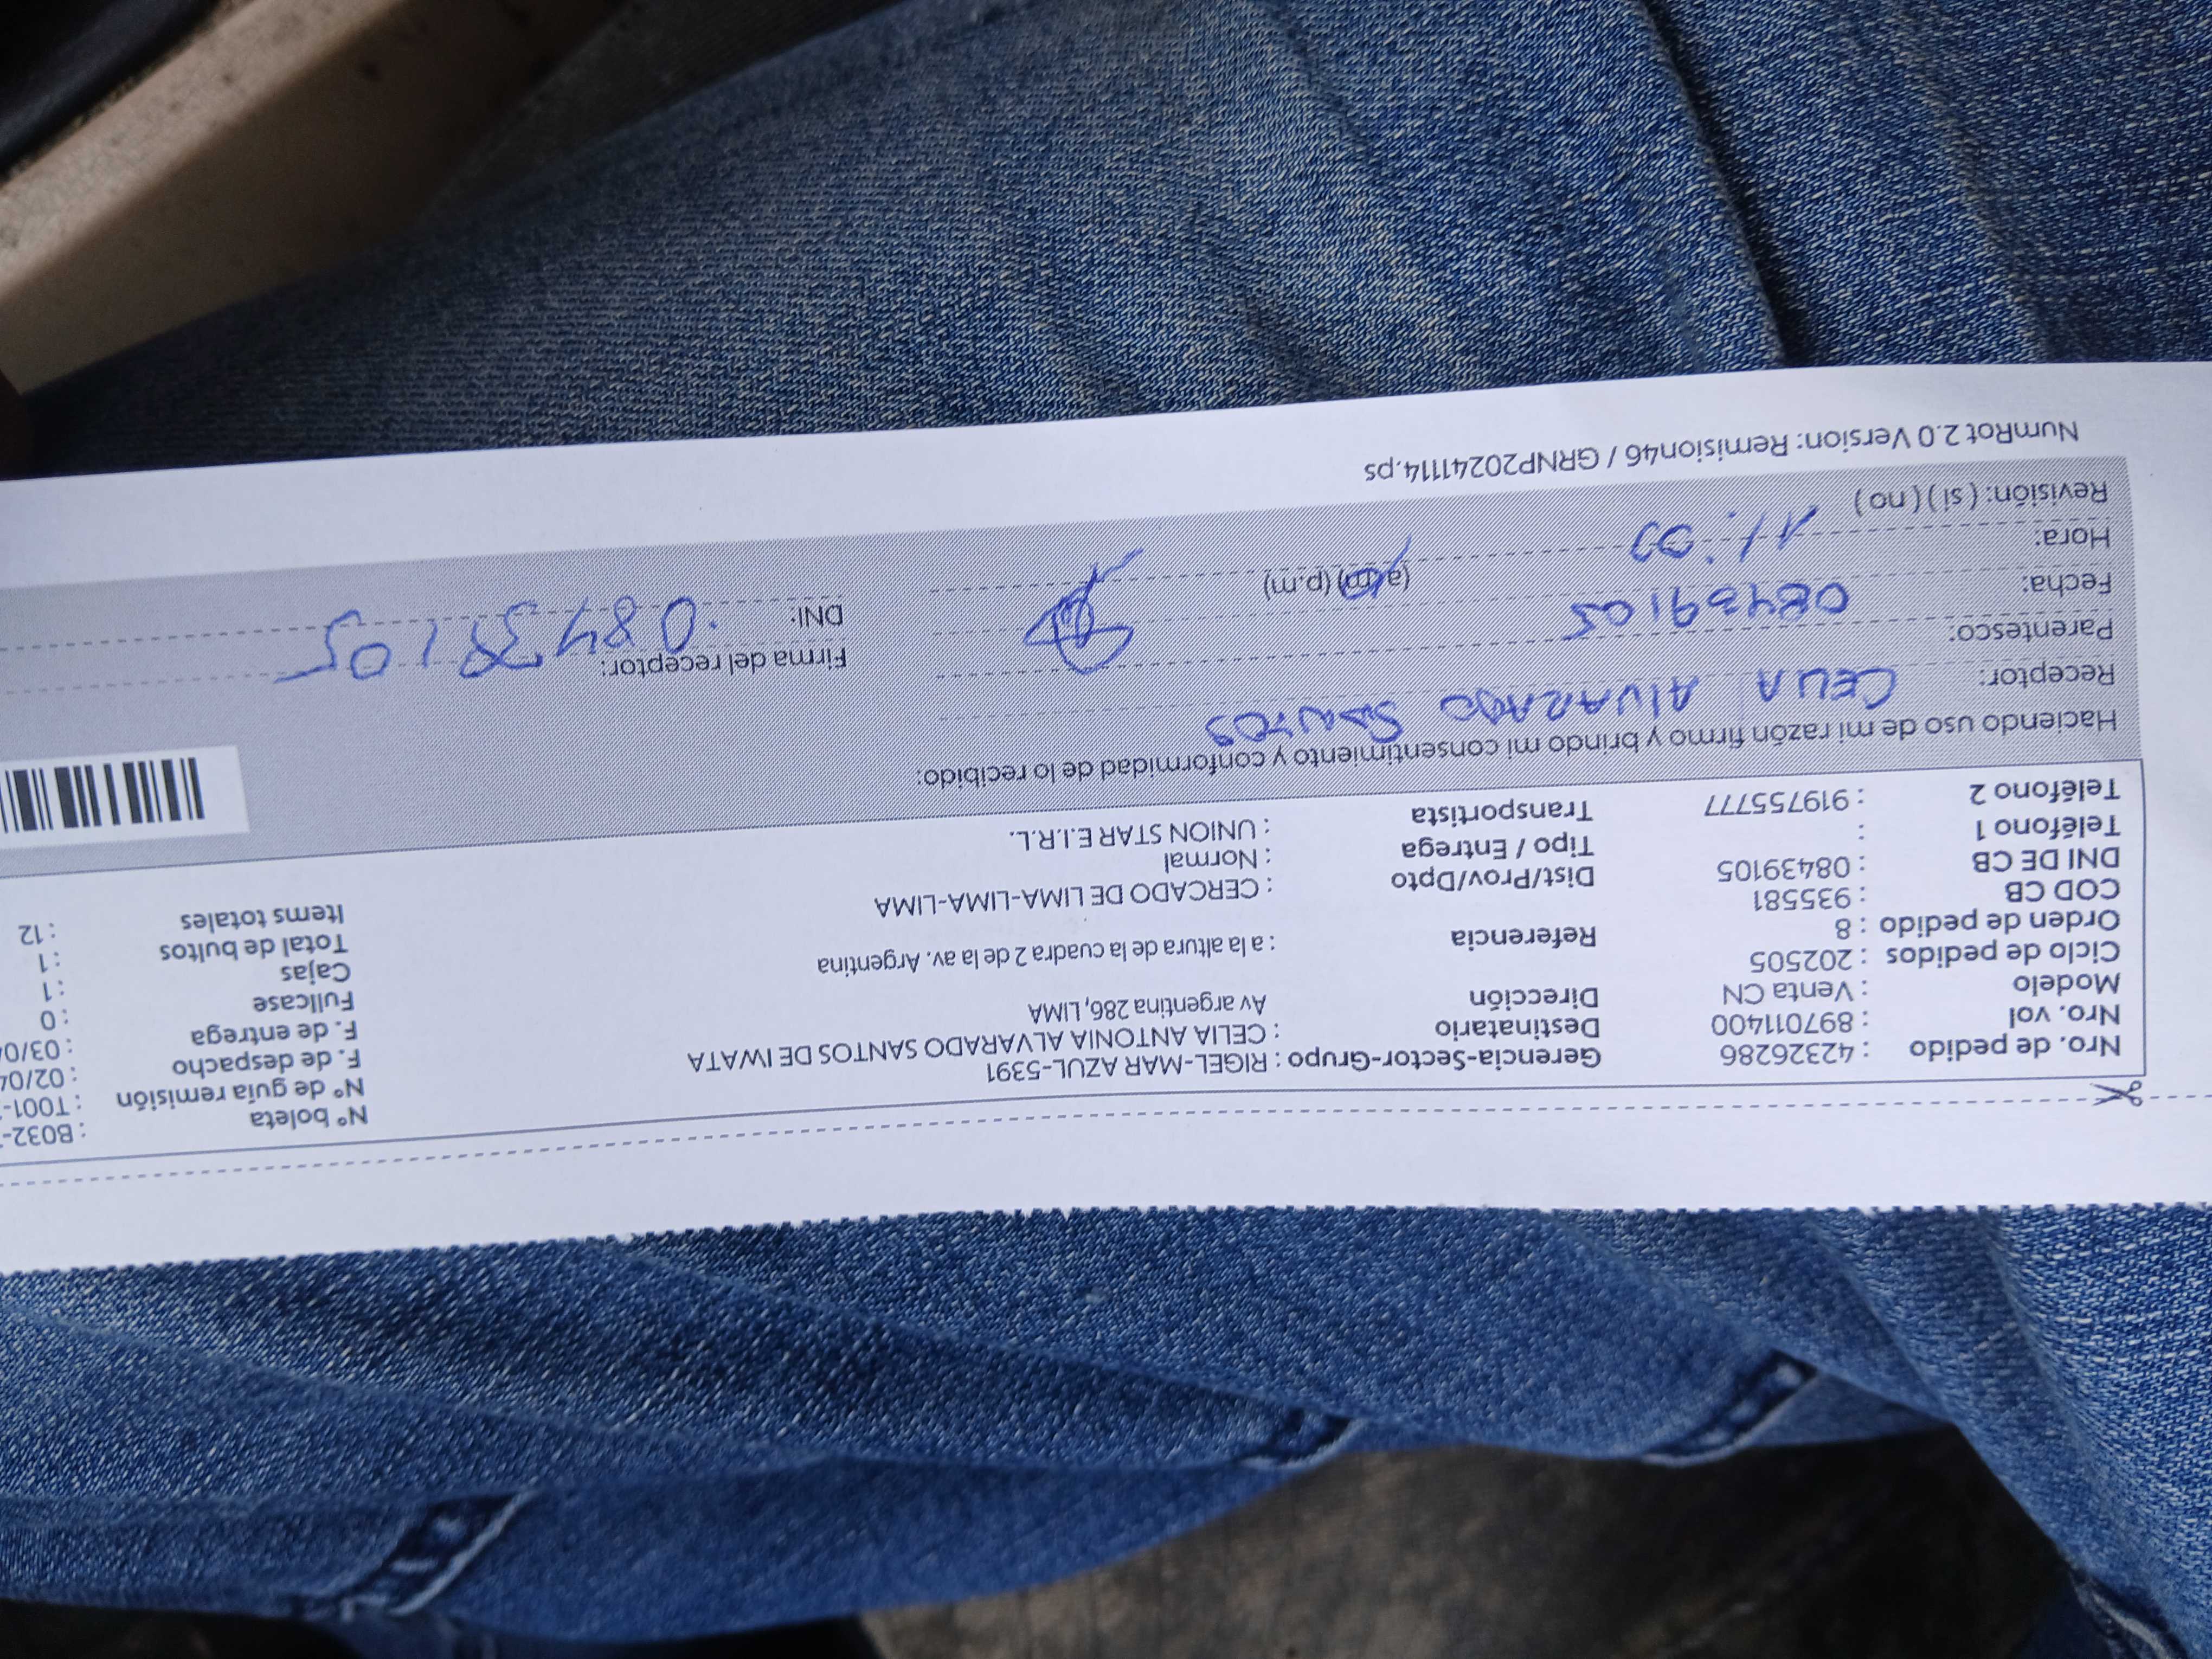 Nº boleta : B032-
Nº de guía remisión : T001-
Nro. de pedido : 42326286 Gerencia-Sector-Grupo : RIGEL-MAR AZUL-5391 F. de despacho : 02/04
Nro. vol : 897011400 Destinatario : CELIA ANTONIA ALVARADO SANTOS DE IWATA F. de entrega : 03/0
Modelo : Venta CN Dirección Av argentina 286, LIMA Fullcase : 0
Ciclo de pedidos : 202505 Cajas : 1
Orden de pedido : 8 Referencia : a la altura de la cuadra 2 de la av. Argentina Total de bultos : 1
COD CB : 935581 Items totales : 12
DNI DE CB : 08439105 Dist/Prov/Dpto : CERCADO DE LIMA-LIMA-LIMA
Teléfono 1 : Tipo / Entrega : Normal
Teléfono 2 : 919755777 Transportista : UNION STAR E.I.R.L.
Haciendo uso de mi razón firmo y brindo mi consentimiento y conformidad de lo recibido:
Receptor: CELIA ALVARADO SANTOS
Parentesco: Firma del receptor:
Fecha: 08439105 DNI: 08439105
Hora: 11:00 (a.m) (p.m)
Revisión: ( si ) ( no )
NumRot 2.0 Version: Remision46 / GRNP20241114.ps